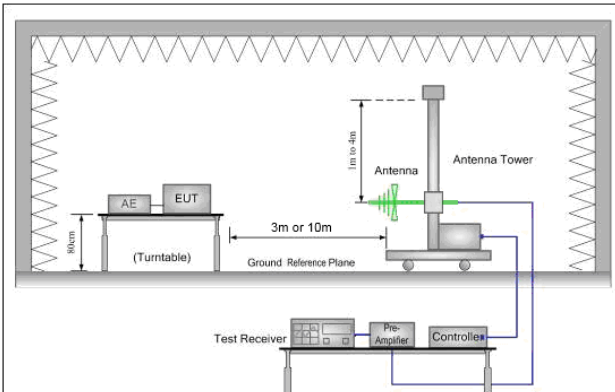 1m to 4m
Antenna
Antenna Tower
AE
EUT
80cm
(Turntable)
3m or 10m
Ground Reference Plane
Test Receiver
Pre-
Amplifier
Controller